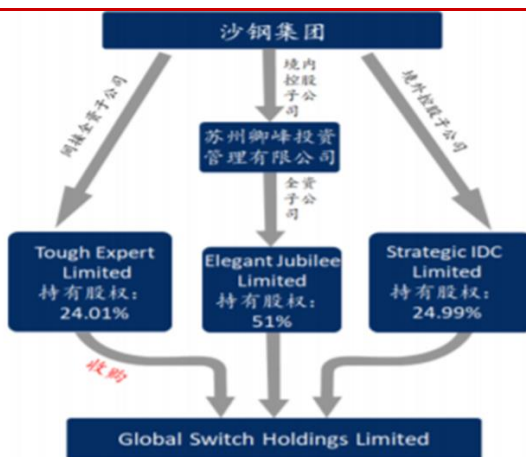 沙钢集团
间接全资子公司
境内
控股
子公
司
境外控股子公司
苏州卿峰投资
管理有限公司
全资
子公
司
Tough Expert
Limited
持有股权：
24.01%
Elegant Jubilee
Limited
持有股权：
51%
Strategic IDC
Limited
持有股权：
24.99%
收购
Global Switch Holdings Limited